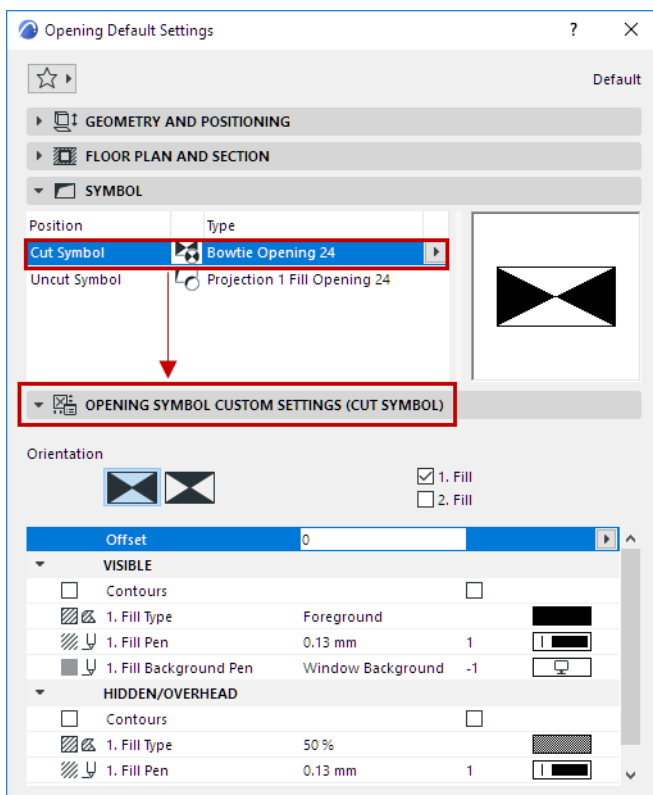 Opening Default Settings ?
Default
GEOMETRY AND POSITIONING
FLOOR PLAN AND SECTION
SYMBOL
Position Type
Cut Symbol Bowtie Opening 24
Uncut Symbol Projection 1 Fill Opening 24
OPENING SYMBOL CUSTOM SETTINGS (CUT SYMBOL)
Orientation
1. Fill
2. Fill
Offset 0
VISIBLE
Contours
1. Fill Type Foreground
1. Fill Pen 0.13 mm 1
1. Fill Background Pen Window Background -1
HIDDEN/OVERHEAD
Contours
1. Fill Type 50 %
1. Fill Pen 0.13 mm 1